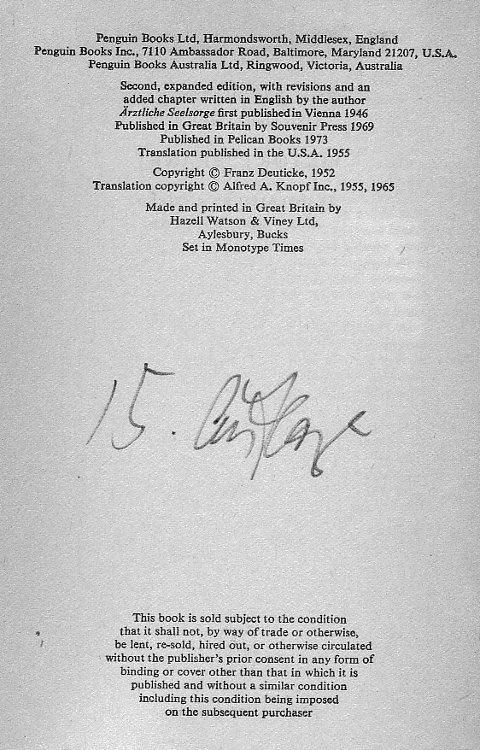 Penguin Books Ltd, Harmondsworth, Middlesex, England
Penguin Books Inc., 7110 Ambassador Road, Baltimore, Maryland 21207, U.S.A.
Penguin Books Australia Ltd, Ringwood, Victoria, Australia
Second, expanded edition, with revisions and an
added chapter written in English by the author
Ärztliche Seelsorge first published in Vienna 1946
Published in Great Britain by Souvenir Press 1969
Published in Pelican Books 1973
Translation published in the U.S.A. 1955
Copyright © Franz Deuticke, 1952
Translation copyright © Alfred A. Knopf Inc., 1955, 1965
Made and printed in Great Britain by
Hazell Watson & Viney Ltd,
Aylesbury, Bucks
Set in Monotype Times
15. Auflage
This book is sold subject to the condition
that it shall not, by way of trade or otherwise,
be lent, re-sold, hired out, or otherwise circulated
without the publisher's prior consent in any form of
binding or cover other than that in which it is
published and without a similar condition
including this condition being imposed
on the subsequent purchaser